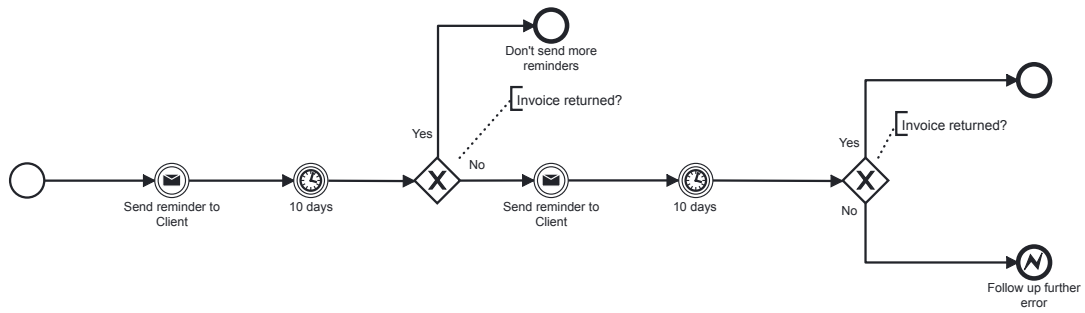 Don't send more
reminders
Invoice returned?
Yes
No
Send reminder to
Client
10 days
Send reminder to
Client
10 days
Invoice returned?
Yes
No
Follow up further
error